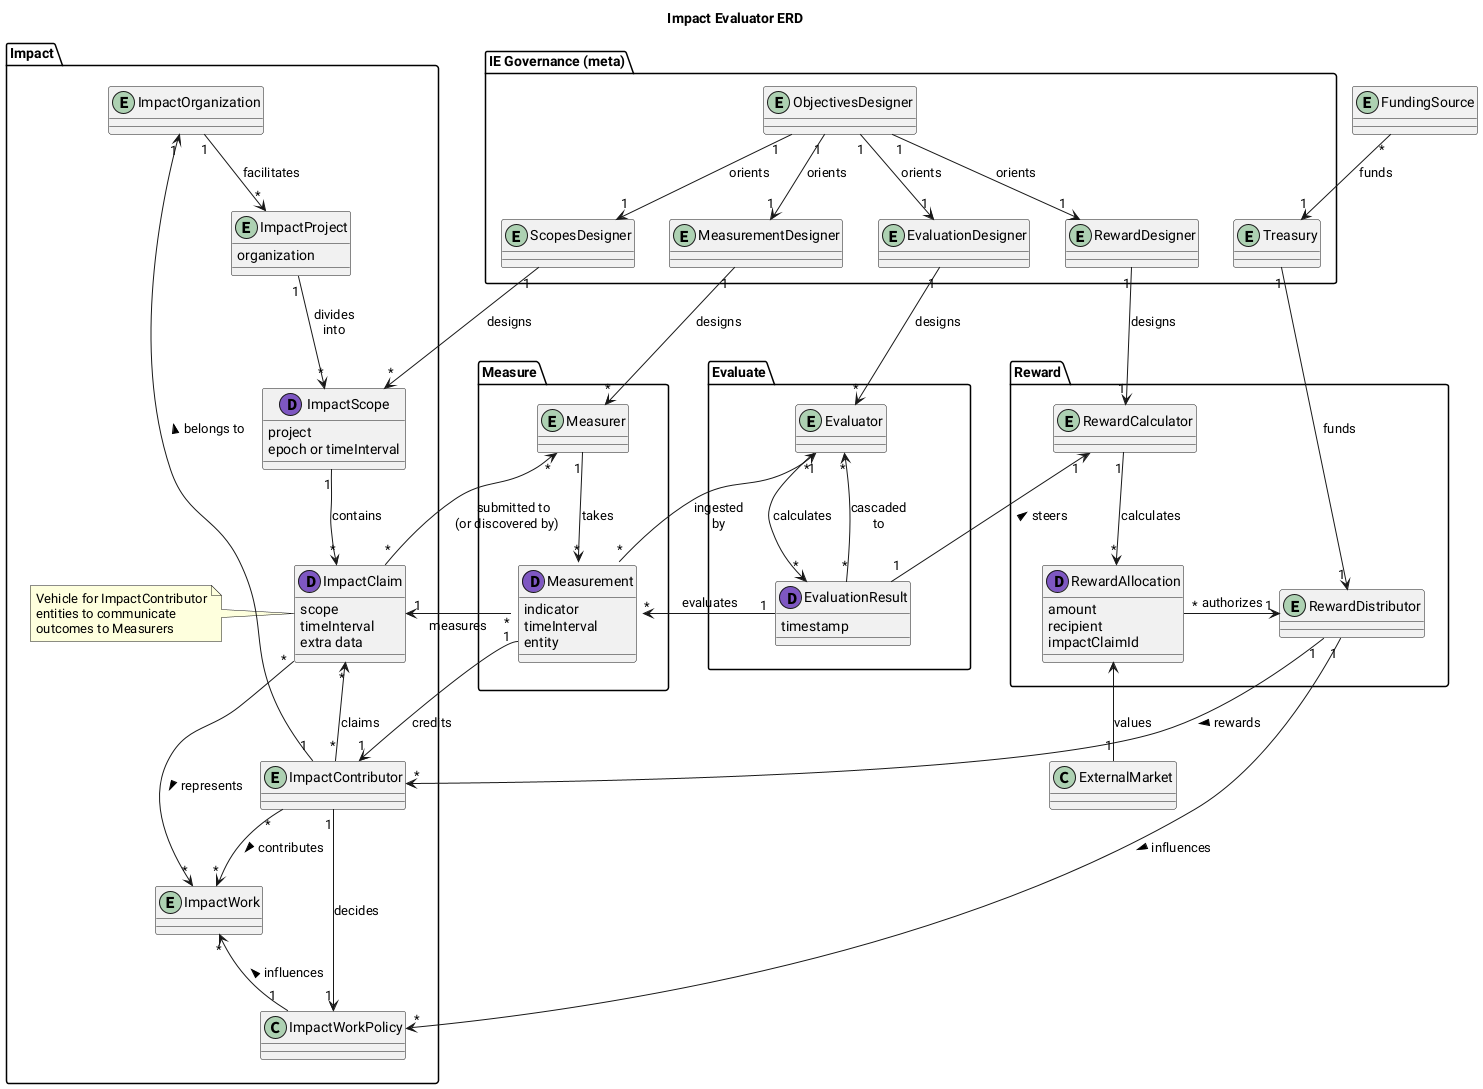 Impact Evaluator ERD
Impact
E ImpactOrganization
1
1
facilitates
*
E ImpactProject
organization
1
divides
into
*
D ImpactScope
project
epoch or timeInterval
1
contains
*
belongs to
D ImpactClaim
scope
timeInterval
extra data
*
*
*
Vehicle for ImpactContributor
entities to communicate
outcomes to Measurers
claims
*
1
represents
*
E ImpactContributor
*
contributes
*
1
decides
1
E ImpactWork
*
influences
1
C ImpactWorkPolicy
IE Governance (meta)
E ObjectivesDesigner
1
1
1
1
orients
orients
orients
orients
1
1
1
1
E ScopesDesigner
E MeasurementDesigner
E EvaluationDesigner
E RewardDesigner
E Treasury
1
1
1
1
1
designs
designs
designs
designs
funds
*
*
*
1
1
E FundingSource
*
funds
1
Measure
E Measurer
*
1
submitted to
(or discovered by)
takes
*
D Measurement
indicator
timeInterval
entity
*
measures
*
1
1
credits
1
Evaluate
E Evaluator
*
1
*
ingested
by
calculates
cascaded
to
*
*
D EvaluationResult
timestamp
evaluates
1
*
1
steers
1
Reward
E RewardCalculator
1
calculates
*
D RewardAllocation
amount
recipient
impactClaimId
* authorizes 1
E RewardDistributor
1
1
values
1
C ExternalMarket
rewards
*
influences
*